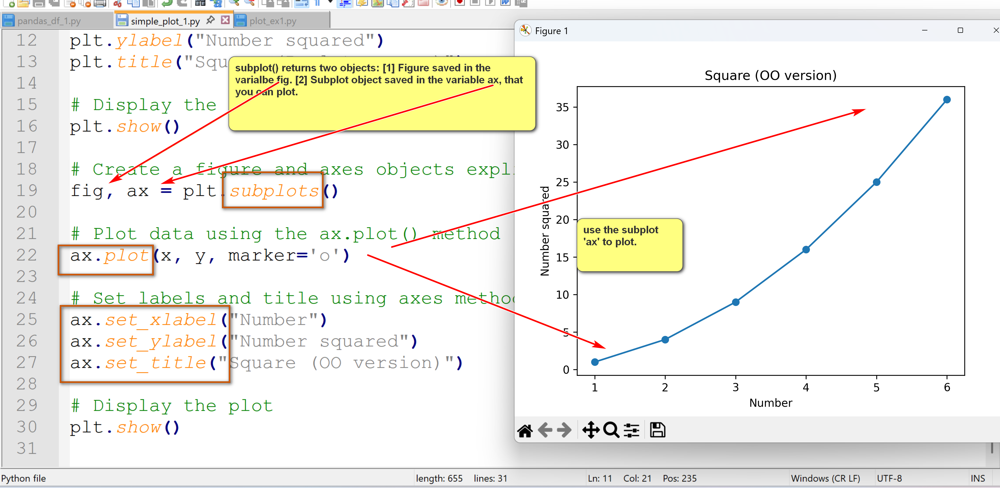 pandas_df_1.py simple_plot_1.py plot_ex1.py
12 plt.ylabel("Number squared")
13 plt.title("Squ
14
15 # Display the
16 plt.show()
17
18 # Create a figure and axes objects expl
19 fig, ax = plt.subplots()
20
21 # Plot data using the ax.plot() method
22 ax.plot(x, y, marker='o')
23
24 # Set labels and title using axes metho
25 ax.set_xlabel("Number")
26 ax.set_ylabel("Number squared")
27 ax.set_title("Square (OO version)")
28
29 # Display the plot
30 plt.show()
31
subplot() returns two objects: [1] Figure saved in the
varialbe fig. [2] Subplot object saved in the variable ax, that
you can plot.
Figure 1
Square (OO version)
Number squared
35
30
25
20
15
10
5
0
use the subplot
'ax' to plot.
1 2 3 4 5 6
Number
Python file length: 655 lines: 31 Ln: 11 Col: 21 Pos: 235 Windows (CR LF) UTF-8 INS